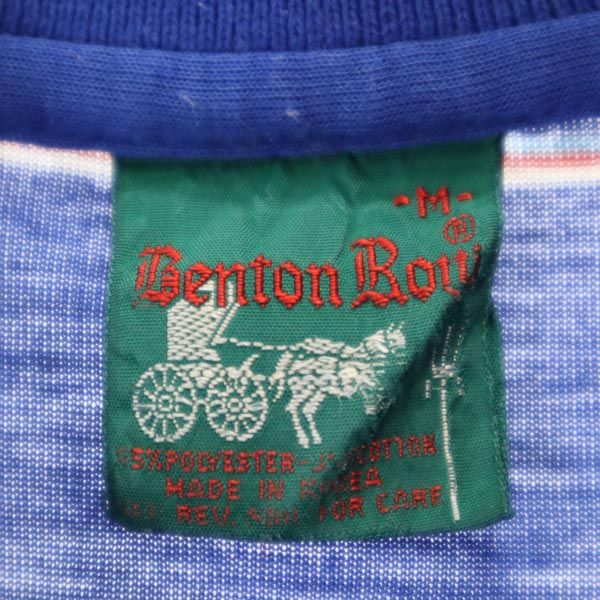 -M-
Benton Row®
POLYESTER-
MADE IN KOREA
REV. FOR CARE